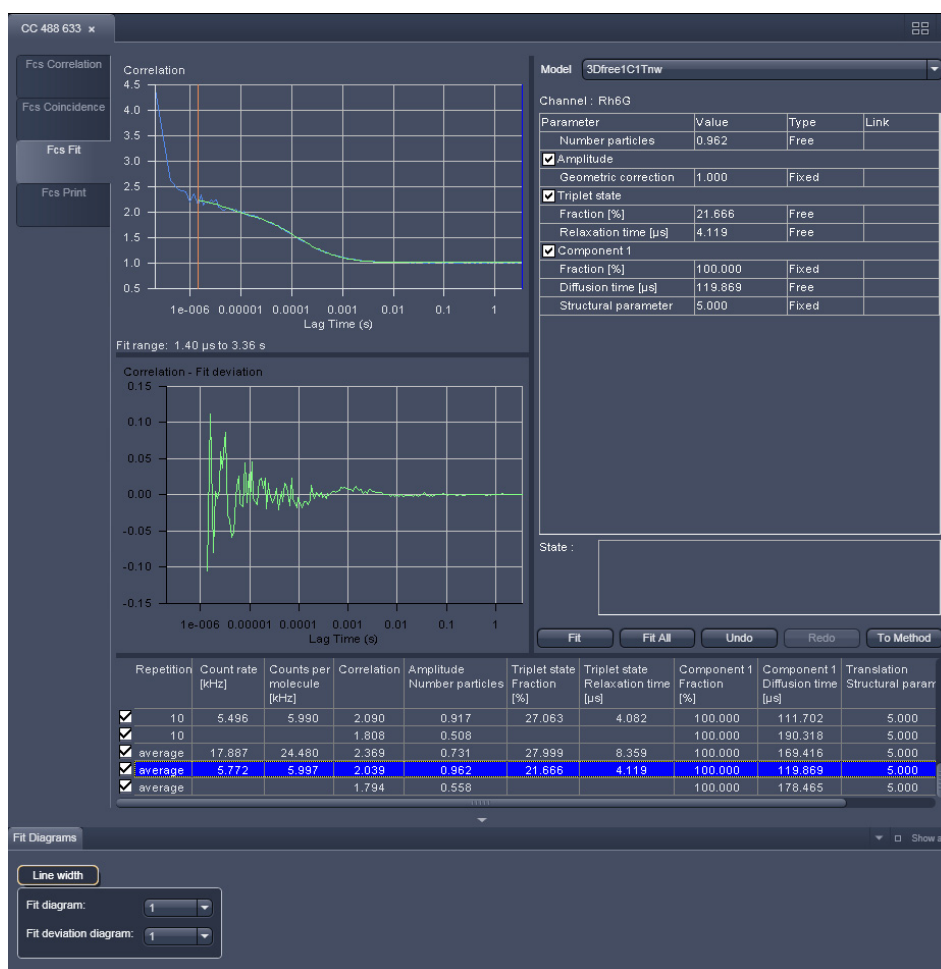 CC 488 633 ×
Fcs Correlation
Fcs Coincidence
Fcs Fit
Fcs Print
Correlation
4.5
4.0
3.5
3.0
2.5
2.0
1.5
1.0
0.5
1e-006 0.00001 0.0001 0.001 0.01 0.1 1
Lag Time (s)
Fit range: 1.40 µs to 3.36 s
Correlation - Fit deviation
0.15
0.10
0.05
0.00
-0.05
-0.10
-0.15
1e-006 0.00001 0.0001 0.001 0.01 0.1 1
Lag Time (s)
Model 3Dfree1C1Tnw
Channel : Rh6G
Parameter Value Type Link
Number particles 0.962 Free
Amplitude
Geometric correction 1.000 Fixed
Triplet state
Fraction [%] 21.666 Free
Relaxation time [µs] 4.119 Free
Component 1
Fraction [%] 100.000 Fixed
Diffusion time [µs] 119.869 Free
Structural parameter 5.000 Fixed
State :
Fit Fit All Undo Redo To Method
Repetition Count rate Counts per Correlation Amplitude Triplet state Triplet state Component 1 Component 1 Translation
[kHz] molecule Number particles Fraction Relaxation time Fraction Diffusion time Structural param
[kHz] [%] [µs] [%] [µs]
10 5.496 5.990 2.090 0.917 27.063 4.082 100.000 111.702 5.000
10 1.808 0.508 100.000 190.318 5.000
average 17.887 24.480 2.369 0.731 27.999 8.359 100.000 169.416 5.000
average 5.772 5.997 2.039 0.962 21.666 4.119 100.000 119.869 5.000
average 1.794 0.558 100.000 178.465 5.000
Fit Diagrams
Show a
Line width
Fit diagram: 1
Fit deviation diagram: 1